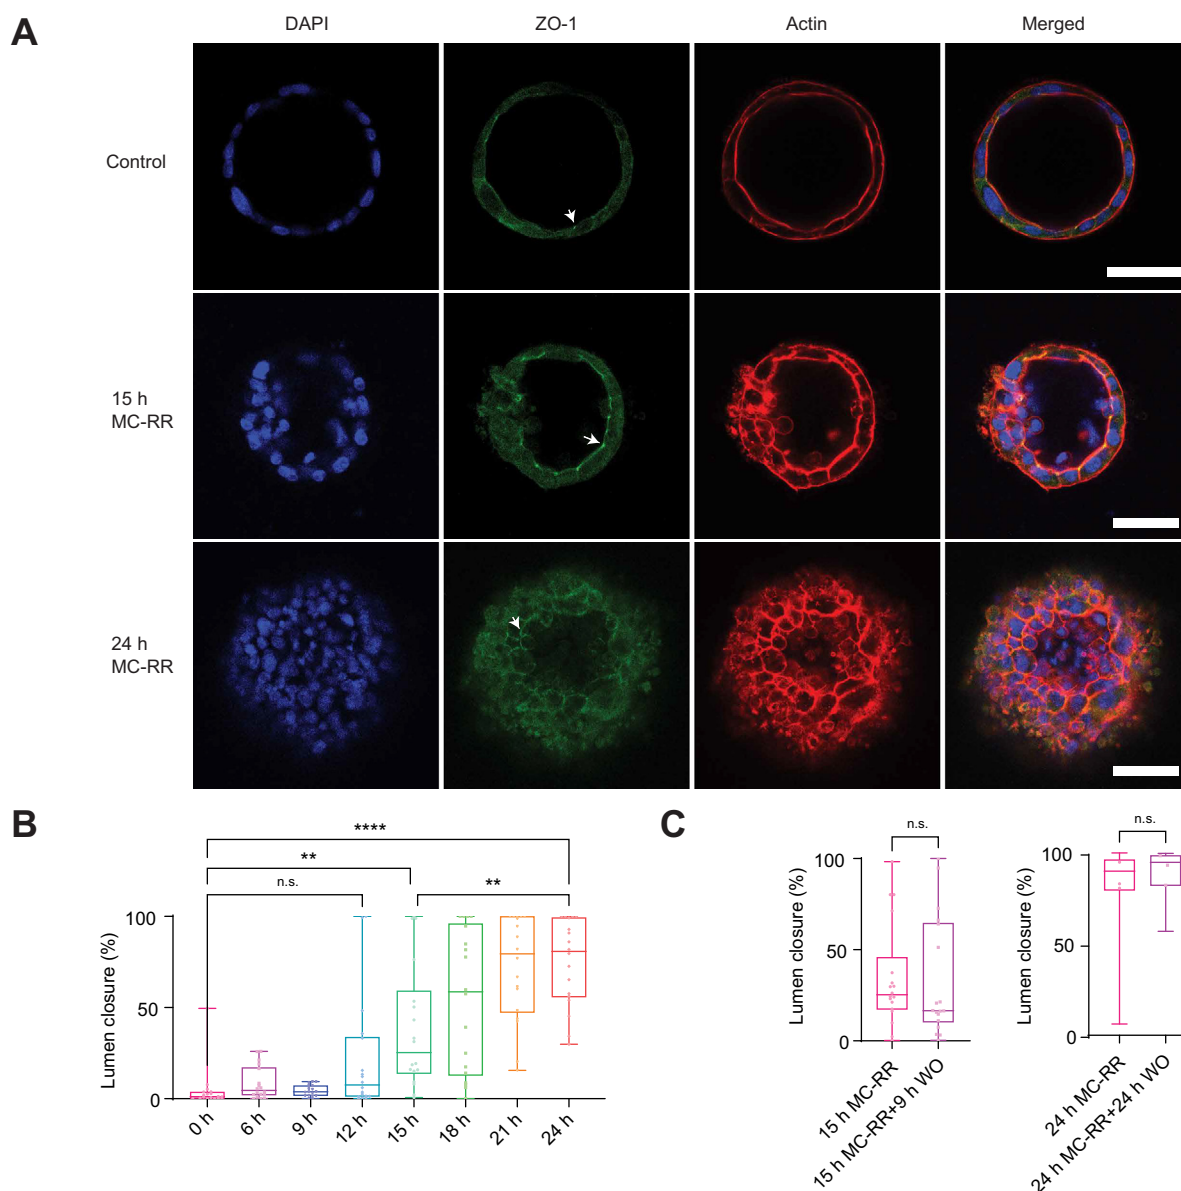 A
DAPI
ZO-1
Actin
Merged
Control
15 h
MC-RR
24 h
MC-RR
B
****
**
n.s.
**
Lumen closure (%)
100
50
0
0 h
6 h
9 h
12 h
15 h
18 h
21 h
24 h
C
n.s.
Lumen closure (%)
100
50
0
15 h MC-RR
15 h MC-RR+9 h WO
n.s.
Lumen closure (%)
100
50
0
24 h MC-RR
24 h MC-RR+24 h WO